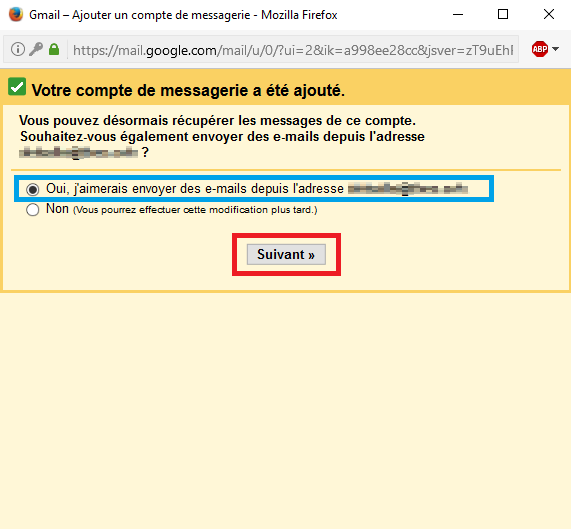 Gmail – Ajouter un compte de messagerie - Mozilla Firefox
https://mail.google.com/mail/u/0/?ui=2&ik=a998ee28cc&jsver=zT9uEhF
ABP
Votre compte de messagerie a été ajouté.
Vous pouvez désormais récupérer les messages de ce compte.
Souhaitez-vous également envoyer des e-mails depuis l'adresse
?
Oui, j'aimerais envoyer des e-mails depuis l'adresse
Non (Vous pourrez effectuer cette modification plus tard.)
Suivant »